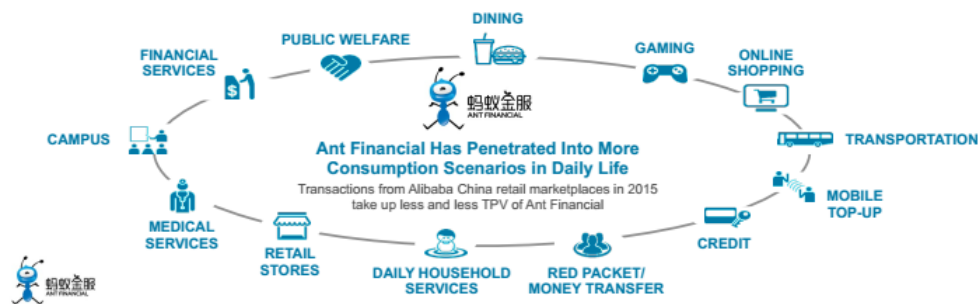 DINING
PUBLIC WELFARE
GAMING
FINANCIAL
SERVICES
ONLINE
SHOPPING
$
蚂蚁金服
ANT FINANCIAL
CAMPUS
TRANSPORTATION
Ant Financial Has Penetrated Into More
Consumption Scenarios in Daily Life
Transactions from Alibaba China retail marketplaces in 2015
take up less and less TPV of Ant Financial
MOBILE
TOP-UP
MEDICAL
SERVICES
RETAIL
STORES
CREDIT
DAILY HOUSEHOLD
SERVICES
RED PACKET/
MONEY TRANSFER
蚂蚁金服
ANT FINANCIAL